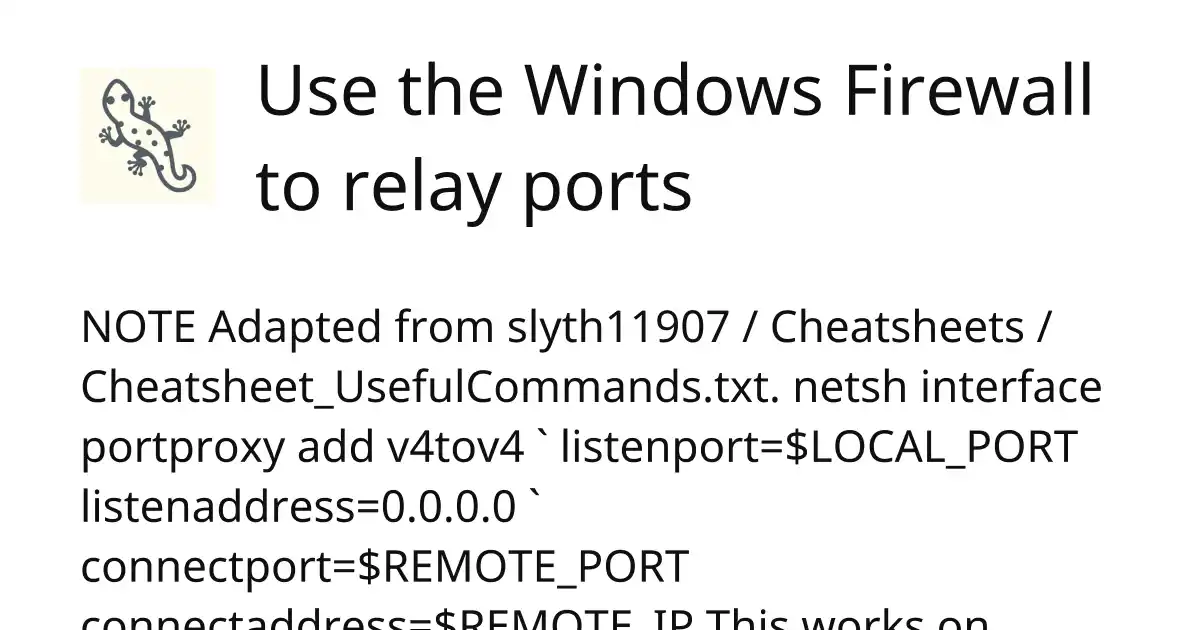 Use the Windows Firewall
to relay ports
NOTE Adapted from slyth11907 / Cheatsheets /
Cheatsheet_UsefulCommands.txt. netsh interface
portproxy add v4tov4 ` listenport=$LOCAL_PORT
listenaddress=0.0.0.0 `
connectport=$REMOTE_PORT
connectaddress=$REMOTE_IP This works on